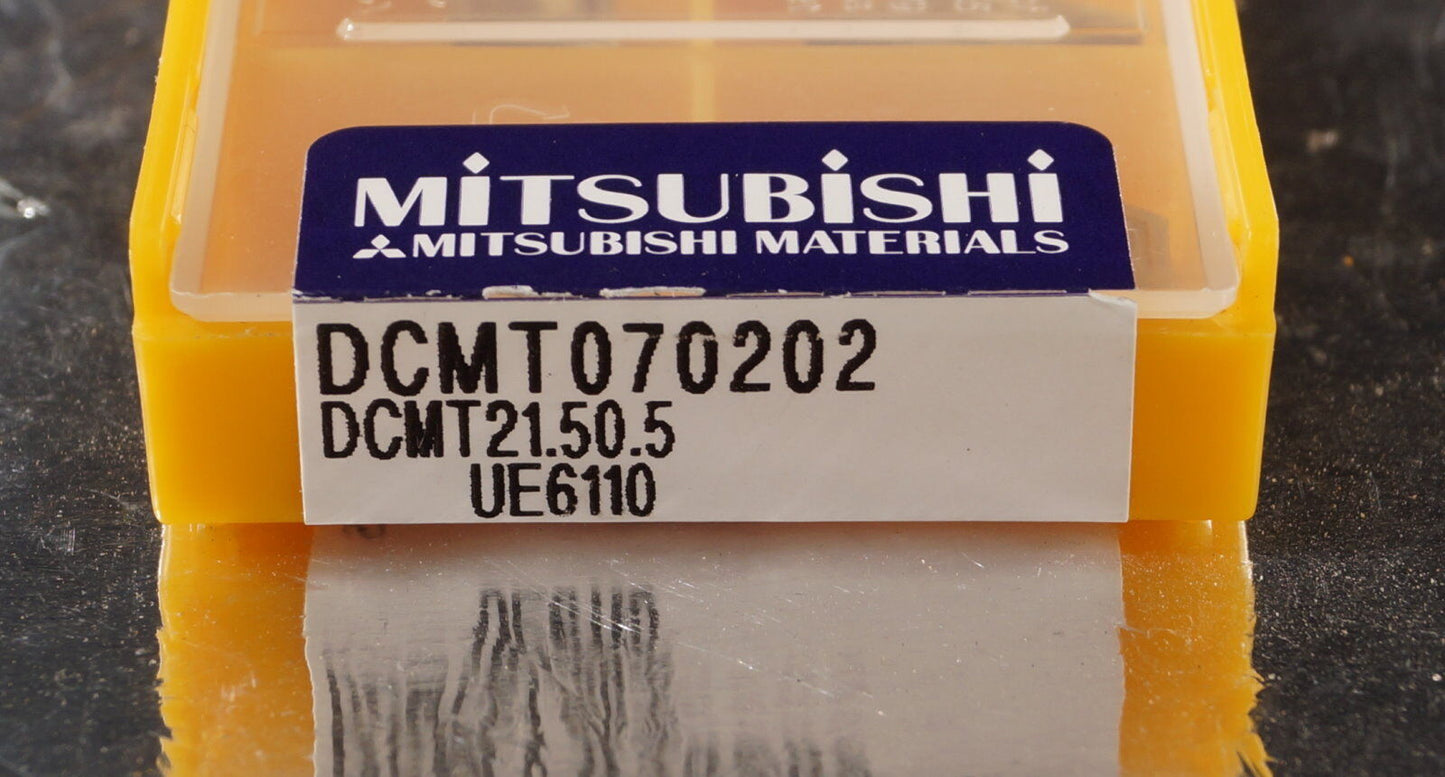 MiTSUBiSHi
MITSUBISHI MATERIALS
DCMT070202
DCMT21.50.5
UE6110